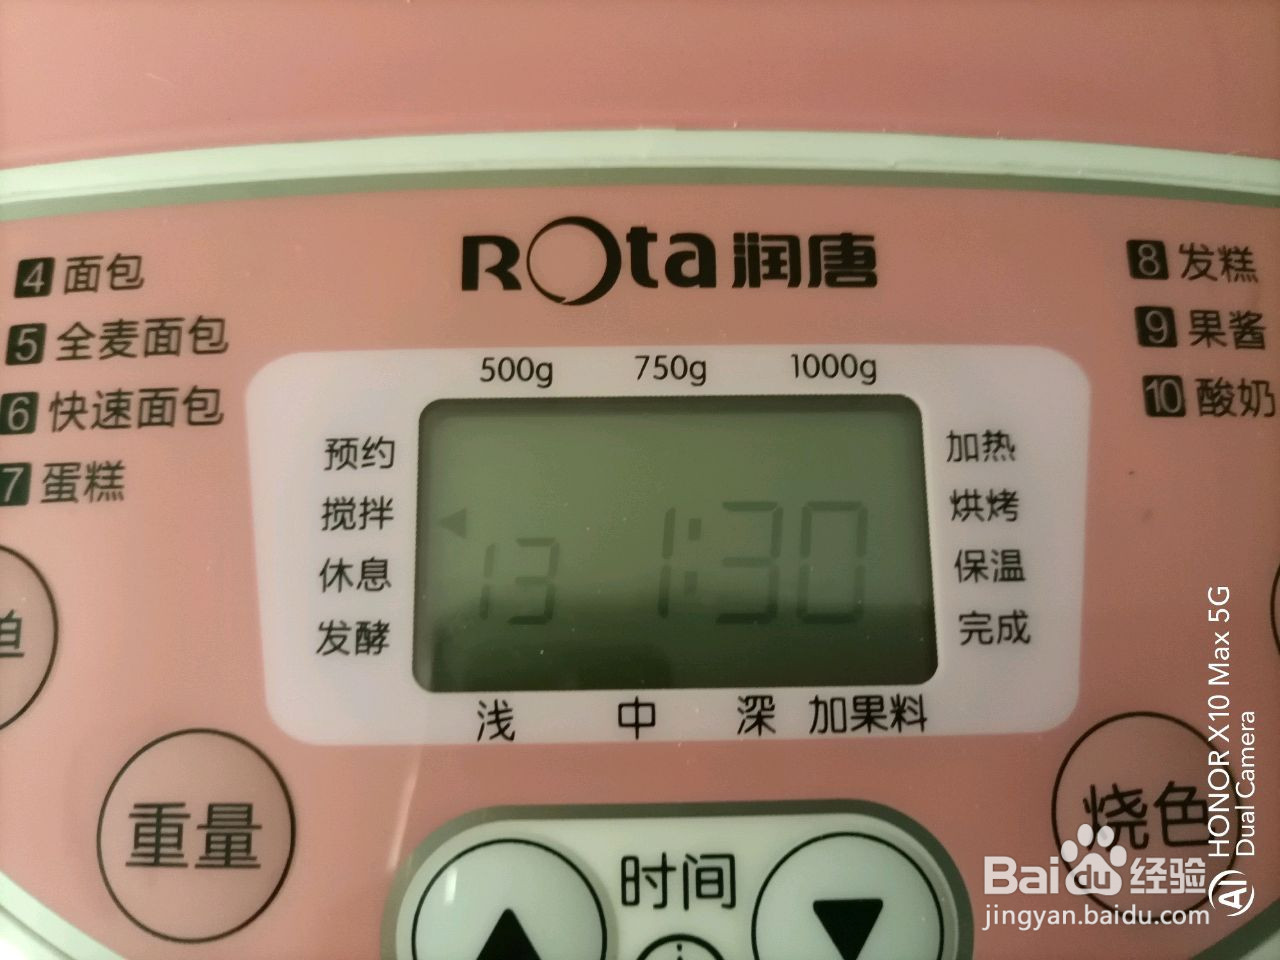 Rota 润唐
4 面包
5 全麦面包
6 快速面包
7 蛋糕
8 发糕
9 果酱
10 酸奶
500g 750g 1000g
预约
搅拌
休息
发酵
13 1:30
加热
烘烤
保温
完成
浅 中 深 加果料
重量
时间
烧色
HONOR X10 Max 5G
Dual Camera
AI
Baidu 经验
jingyan.baidu.com